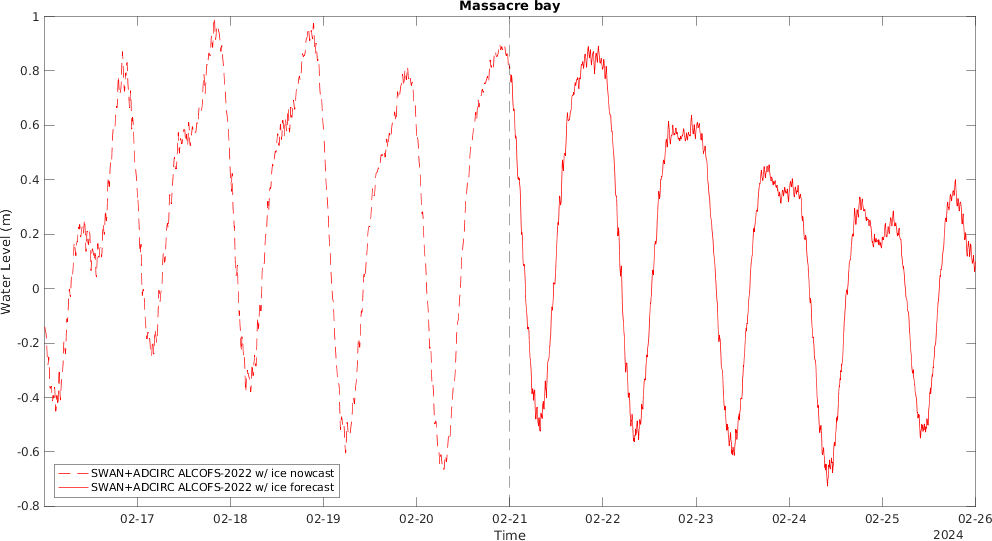 Massacre bay
1
0.8
0.6
0.4
0.2
0
-0.2
-0.4
-0.6
-0.8
Water Level (m)
SWAN+ADCIRC ALCOFS-2022 w/ ice nowcast
SWAN+ADCIRC ALCOFS-2022 w/ ice forecast
02-17 02-18 02-19 02-20 02-21 02-22 02-23 02-24 02-25 02-26
Time
2024